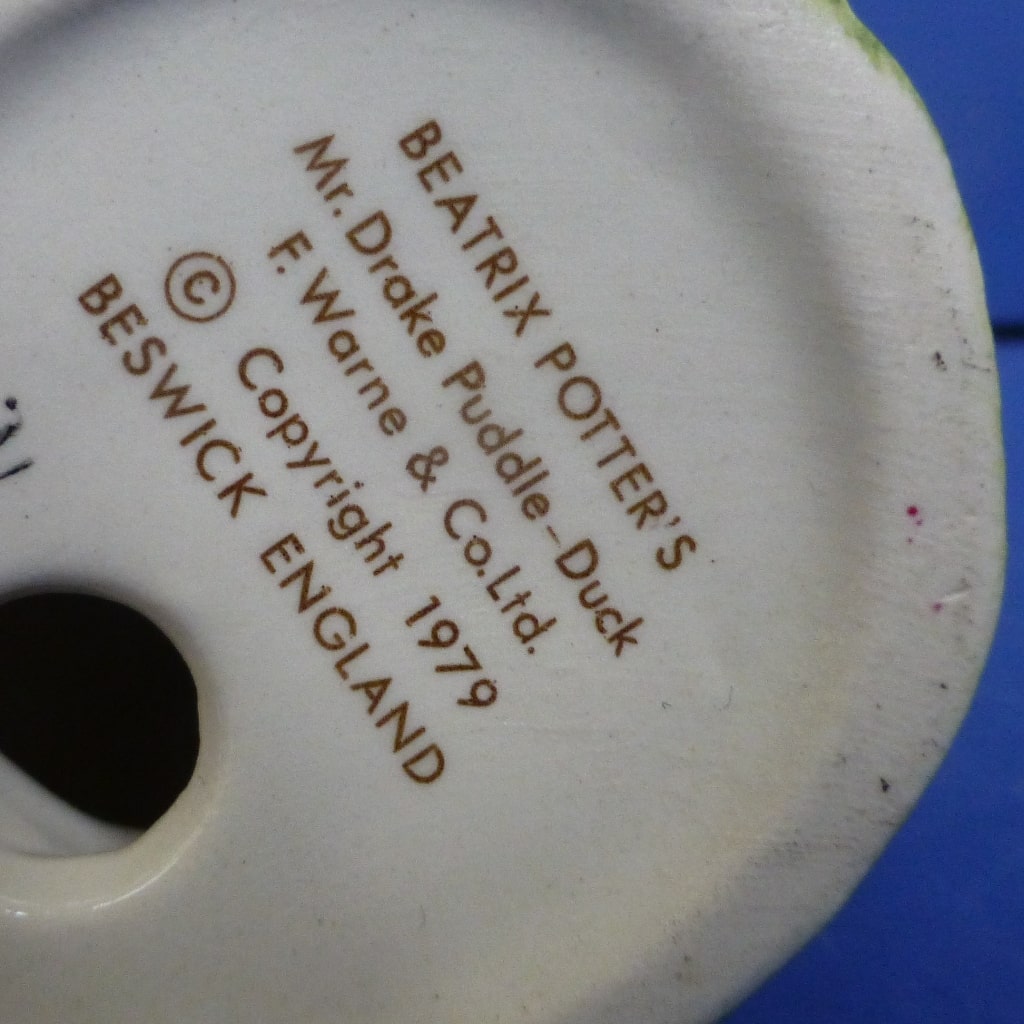 BEATRIX POTTER'S
Mr. Drake Puddle-Duck
F. Warne & Co.Ltd.
© Copyright 1979
BESWICK ENGLAND